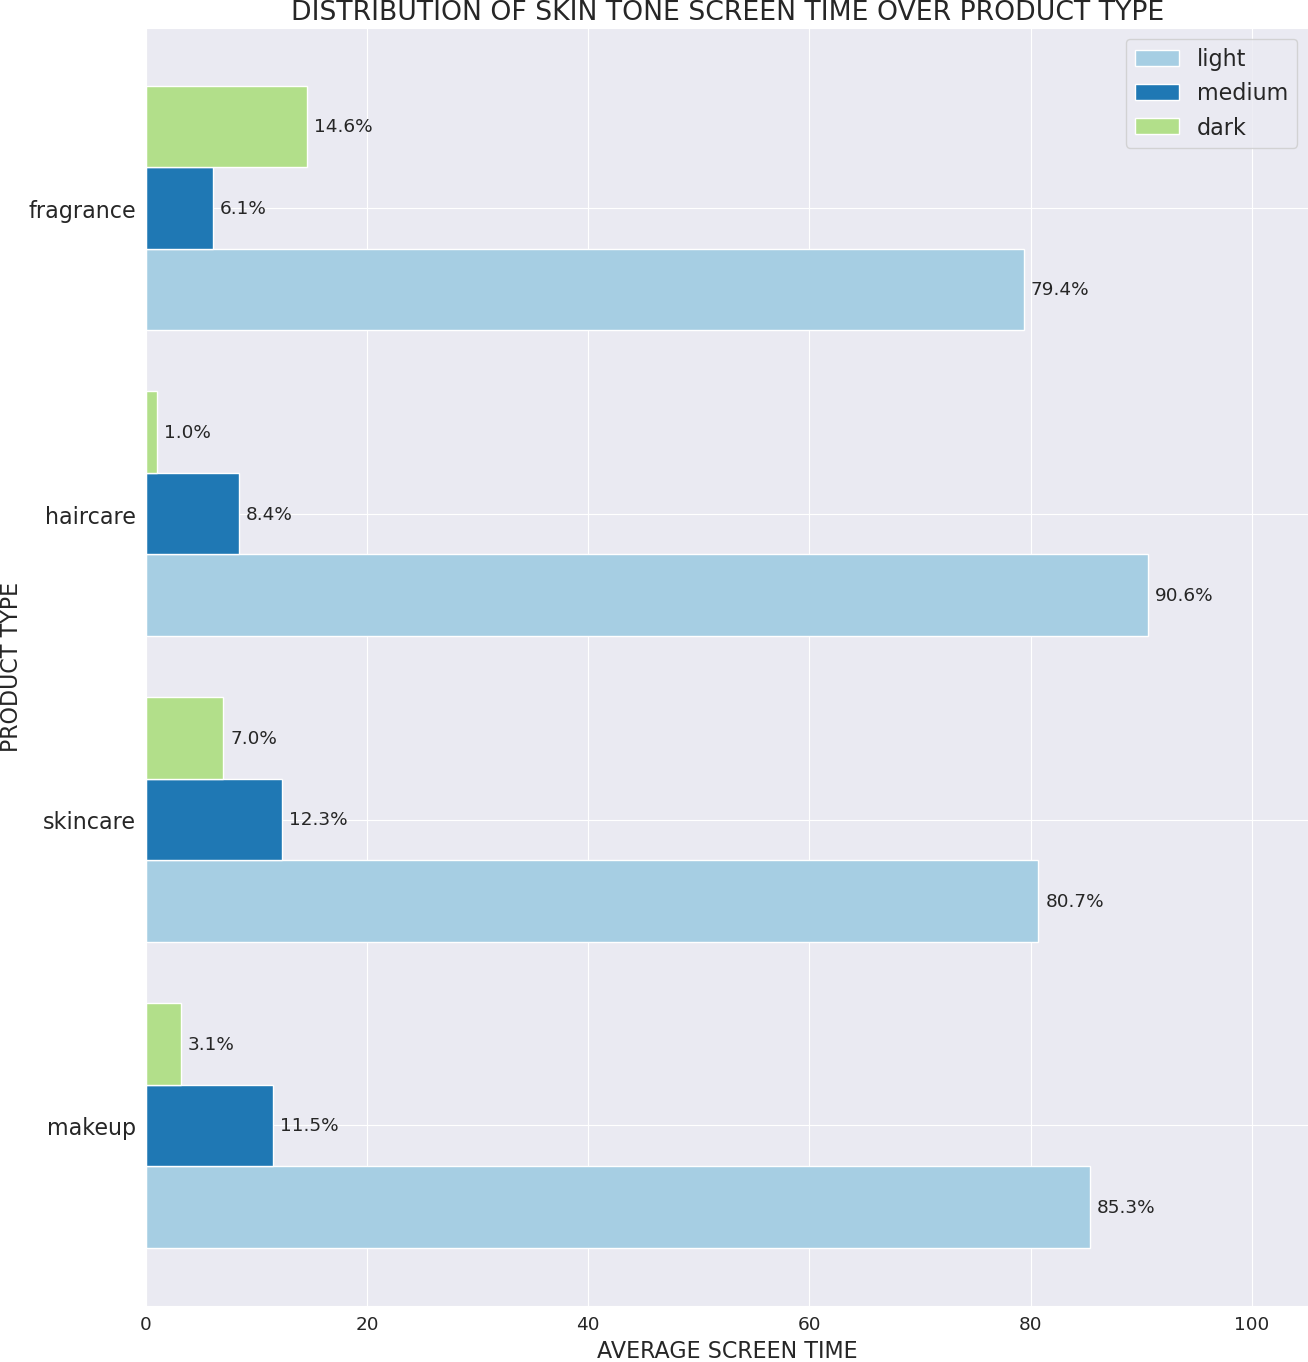 DISTRIBUTION OF SKIN TONE SCREEN TIME OVER PRODUCT TYPE
light
medium
dark
14.6%
fragrance
6.1%
79.4%
1.0%
haircare
8.4%
90.6%
PRODUCT TYPE
7.0%
skincare
12.3%
80.7%
3.1%
makeup
11.5%
85.3%
0 20 40 60 80 100
AVERAGE SCREEN TIME